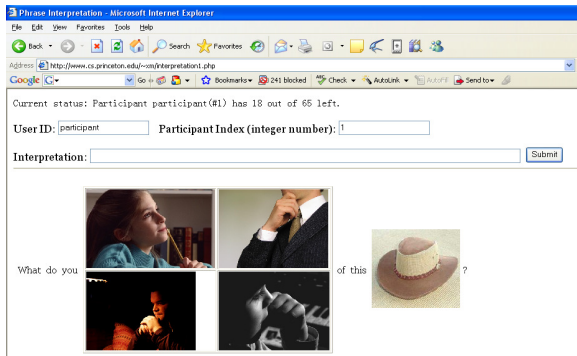 Phrase Interpretation - Microsoft Internet Explorer
File Edit View Favorites Tools Help
Back Search Favorites
Address http://www.cs.princeton.edu/~xm/interpretation1.php
Google G Go Bookmarks 241 blocked Check AutoLink AutoFill Send to
Current status: Participant participant(#1) has 18 out of 65 left.
User ID: participant Participant Index (integer number): 1
Interpretation: Submit
What do you of this ?